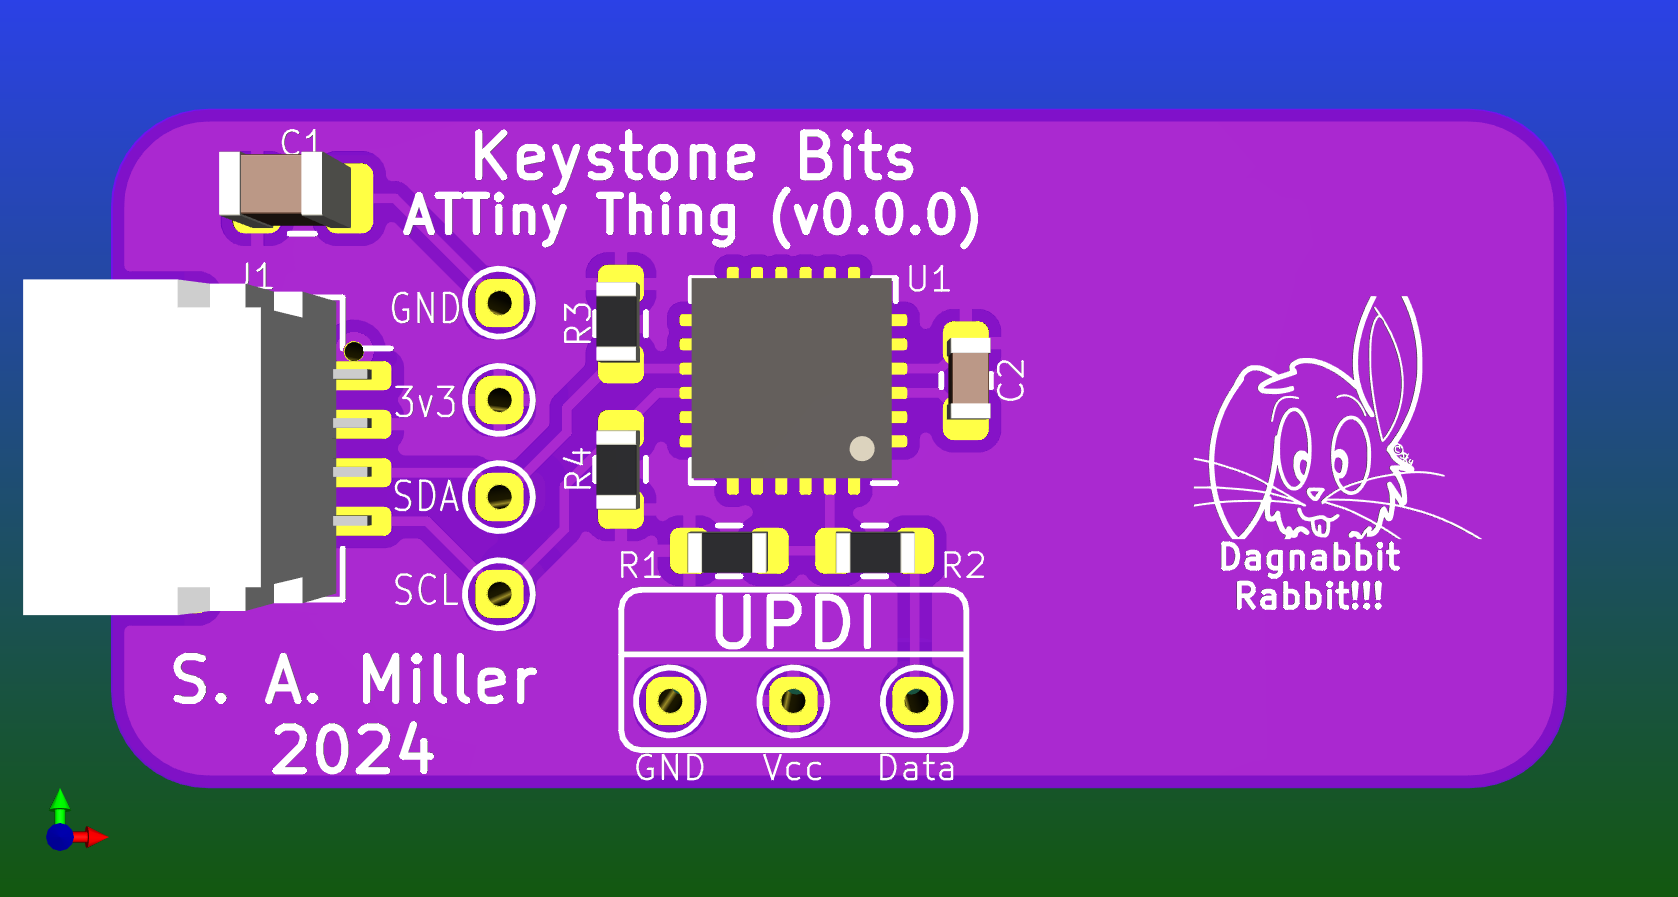 C1
Keystone Bits
ATTiny Thing (v0.0.0)
J1
U1
GND
R3
3v3
C2
SDA
R4
SCL
R1
R2
UPDI
GND
Vcc
Data
S. A. Miller
2024
Dagnabbit
Rabbit!!!